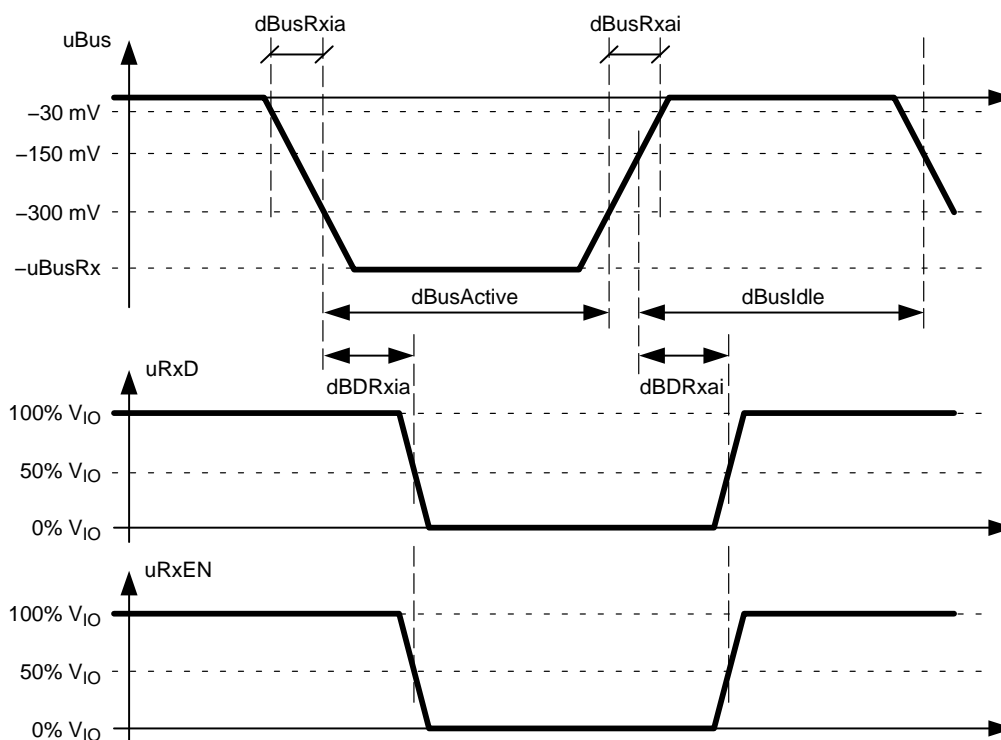 dBusRxia
dBusRxai
uBus
–30 mV
–150 mV
–300 mV
–uBusRx
dBusActive
dBusIdle
uRxD
dBDRxia
dBDRxai
100% VIO
50% VIO
0% VIO
uRxEN
100% VIO
50% VIO
0% VIO